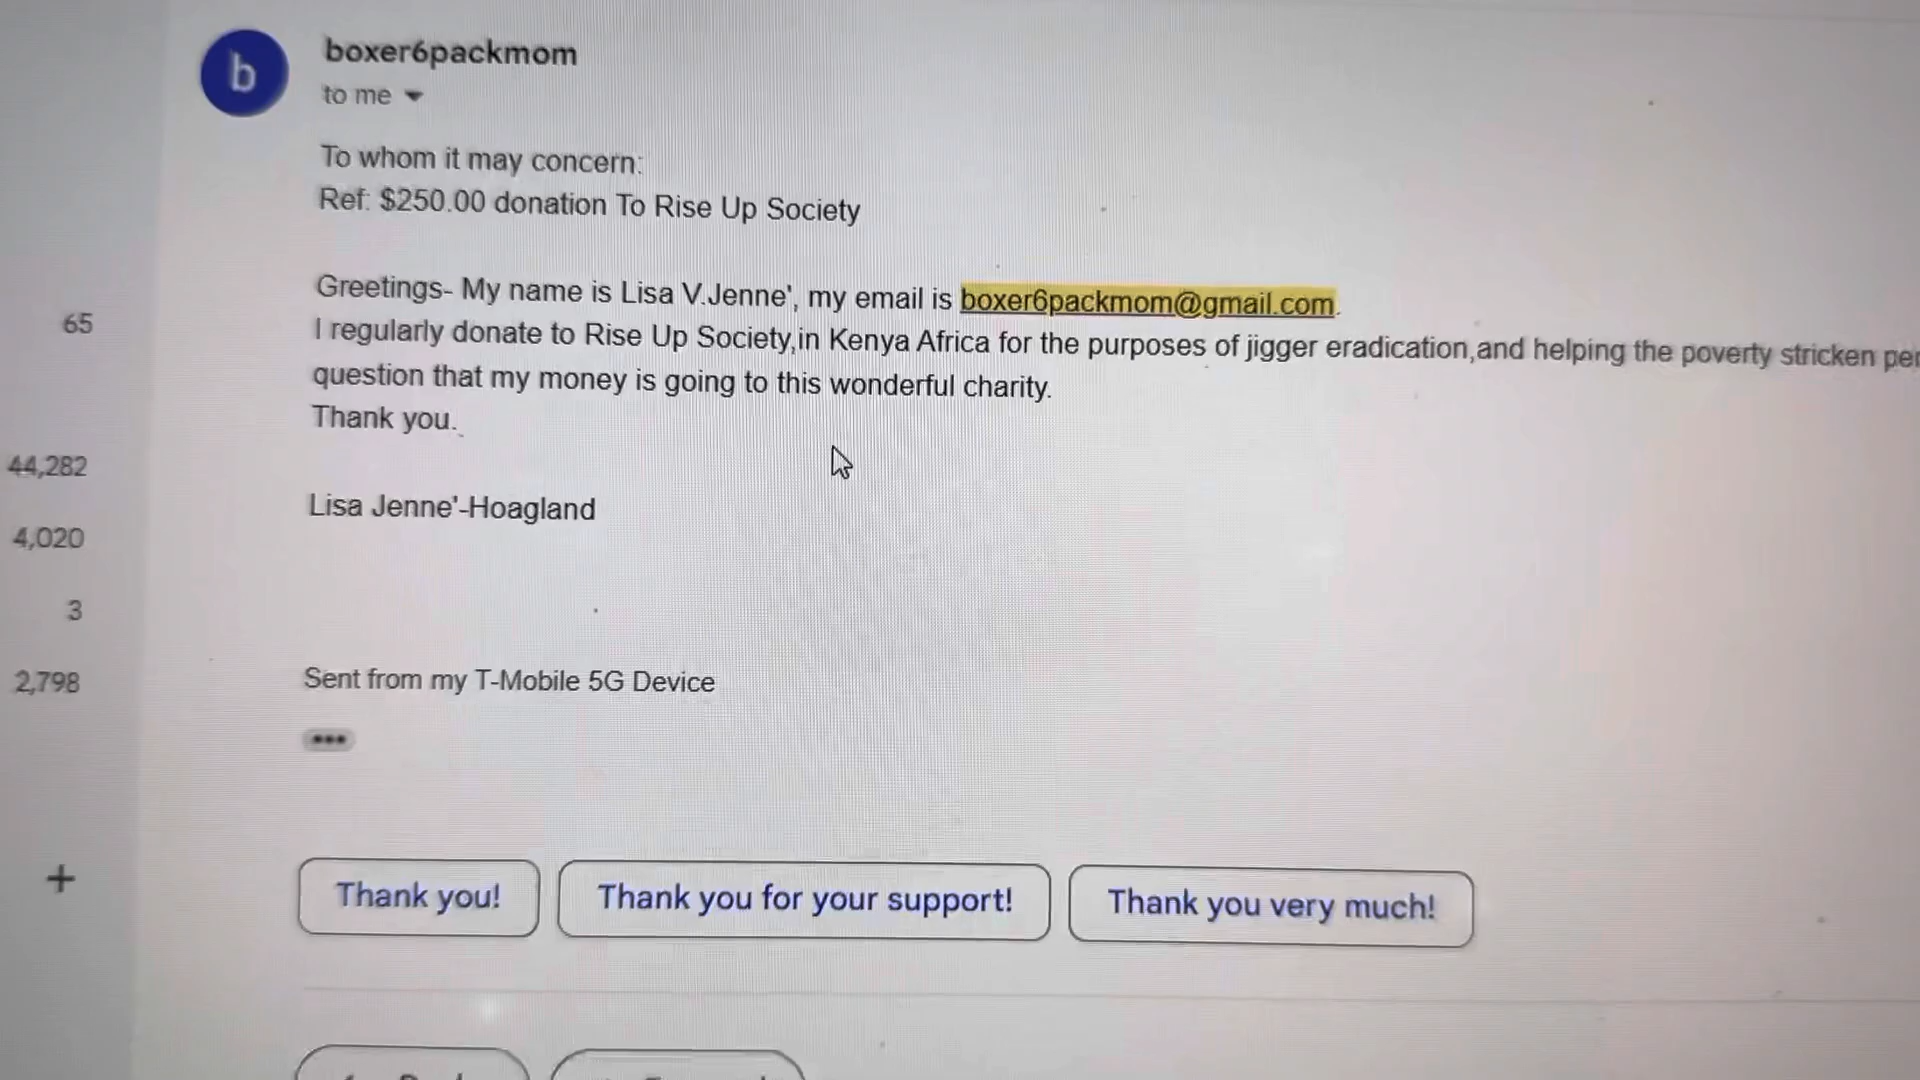 b
boxer6packmom
to me
To whom it may concern:
Ref: $250.00 donation To Rise Up Society
Greetings- My name is Lisa V.Jenne', my email is boxer6packmom@gmail.com.
65
I regularly donate to Rise Up Society,in Kenya Africa for the purposes of jigger eradication,and helping the poverty stricken
question that my money is going to this wonderful charity.
Thank you.
44,282
Lisa Jenne'-Hoagland
4,020
3
2,798
Sent from my T-Mobile 5G Device
+
Thank you!
Thank you for your support!
Thank you very much!